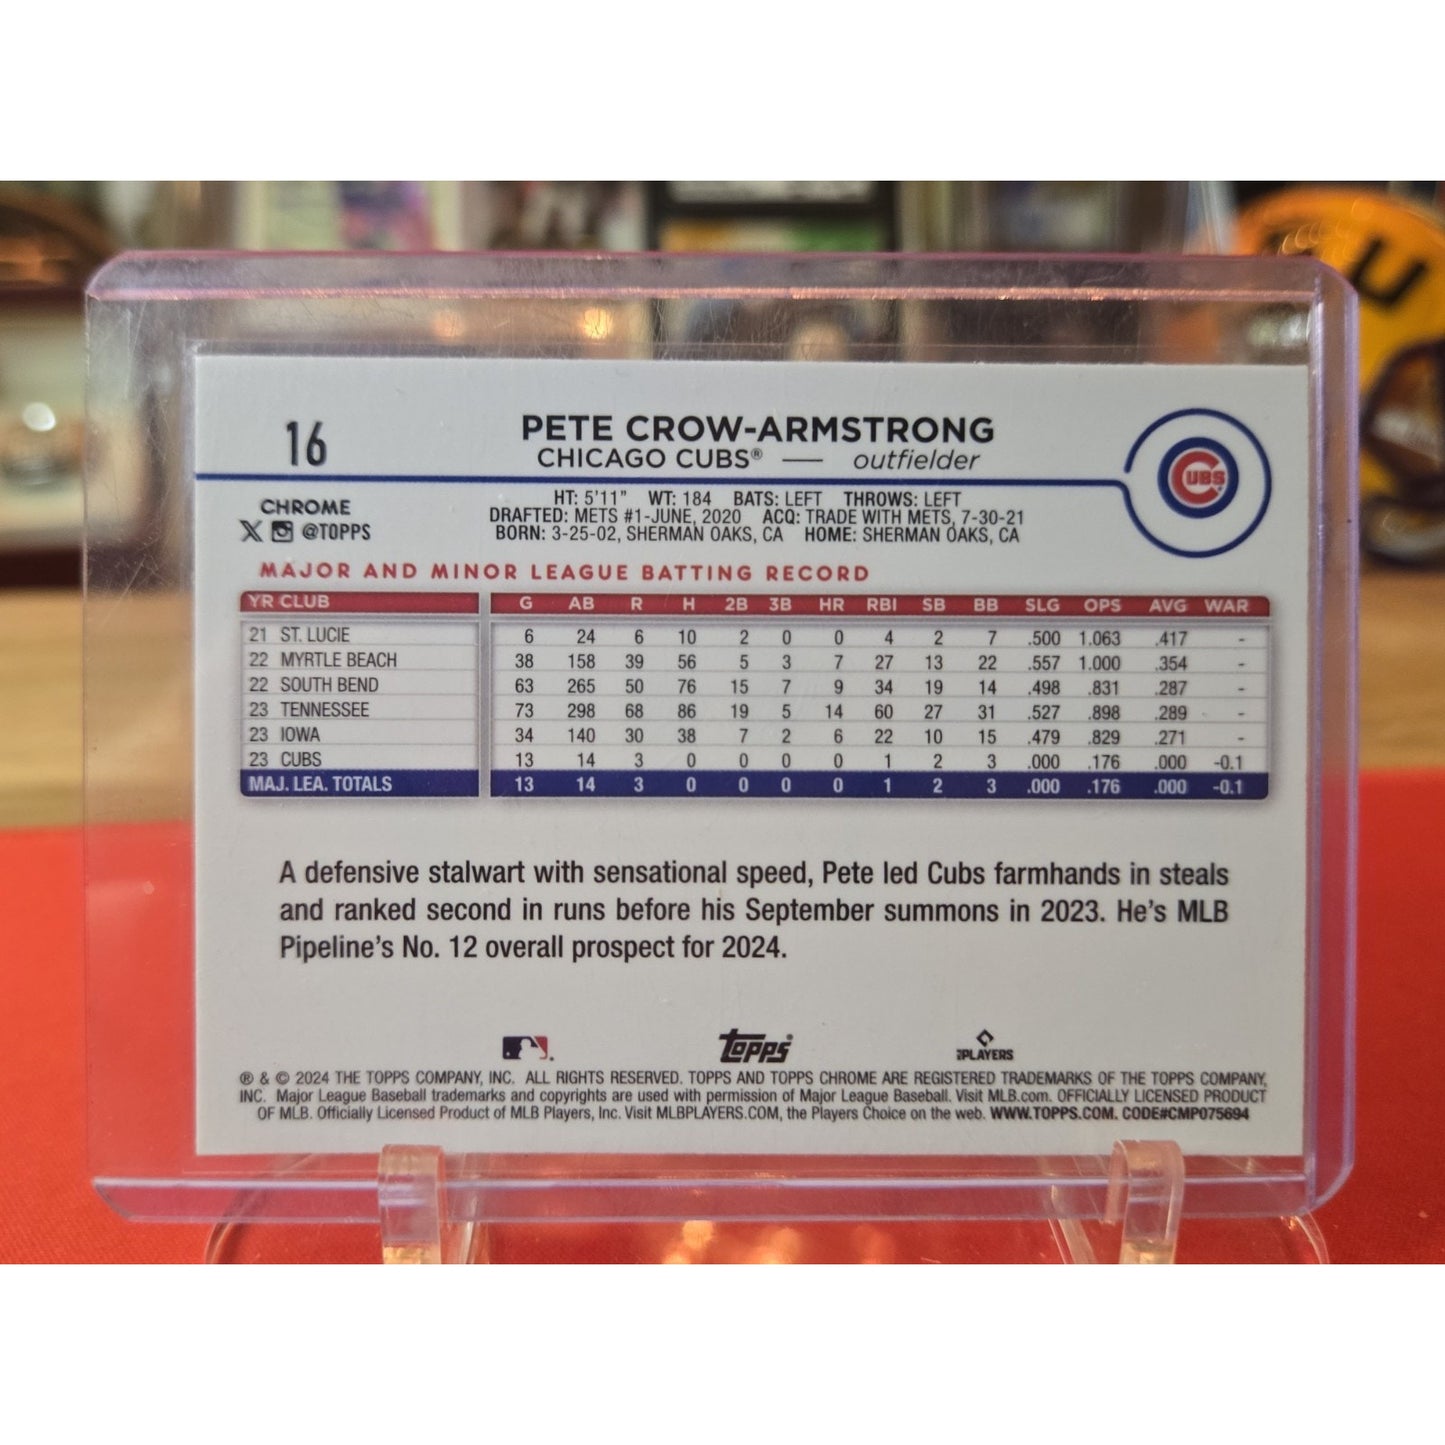 16
PETE CROW-ARMSTRONG
CHICAGO CUBS® — outfielder
CUBS
CHROME
X @TOPPS
HT: 5'11" WT: 184 BATS: LEFT THROWS: LEFT
DRAFTED: METS #1-JUNE, 2020 ACQ: TRADE WITH METS, 7-30-21
BORN: 3-25-02, SHERMAN OAKS, CA HOME: SHERMAN OAKS, CA
MAJOR AND MINOR LEAGUE BATTING RECORD
YR CLUB G AB R H 2B 3B HR RBI SB BB SLG OPS AVG WAR
21 ST. LUCIE 6 24 6 10 2 0 0 4 2 7 .500 1.063 .417 -
22 MYRTLE BEACH 38 158 39 56 5 3 7 27 13 22 .557 1.000 .354 -
22 SOUTH BEND 63 265 50 76 15 7 9 34 19 14 .498 .831 .287 -
23 TENNESSEE 73 298 68 86 19 5 14 60 27 31 .527 .898 .289 -
23 IOWA 34 140 30 38 7 2 6 22 10 15 .479 .829 .271 -
23 CUBS 13 14 3 0 0 0 0 1 2 3 .000 .176 .000 -0.1
MAJ. LEA. TOTALS 13 14 3 0 0 0 0 1 2 3 .000 .176 .000 -0.1
A defensive stalwart with sensational speed, Pete led Cubs farmhands in steals
and ranked second in runs before his September summons in 2023. He's MLB
Pipeline's No. 12 overall prospect for 2024.
Topps® PLAYERS
® & © 2024 THE TOPPS COMPANY, INC. ALL RIGHTS RESERVED. TOPPS AND TOPPS CHROME ARE REGISTERED TRADEMARKS OF THE TOPPS COMPANY,
INC. Major League Baseball trademarks and copyrights are used with permission of Major League Baseball. Visit MLB.com. OFFICIALLY LICENSED PRODUCT
OF MLB. Officially Licensed Product of MLB Players, Inc. Visit MLBPLAYERS.COM, the Players Choice on the web. WWW.TOPPS.COM. CODE#CMP075694